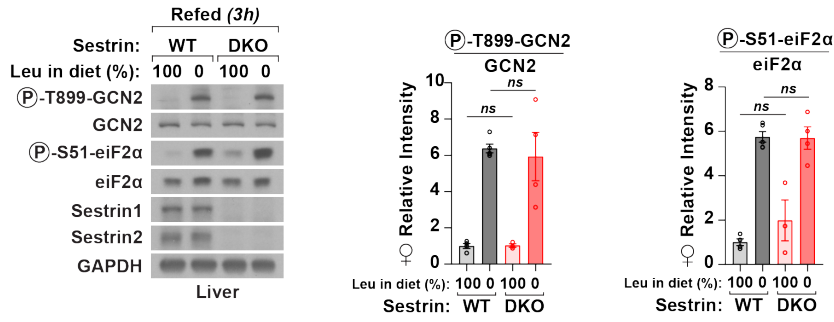 Refed (3h)
Sestrin: WT DKO
Leu in diet (%): 100 0 100 0
Ⓟ-T899-GCN2
GCN2
Ⓟ-S51-eiF2α
eiF2α
Sestrin1
Sestrin2
GAPDH
Liver
Ⓟ-T899-GCN2
GCN2
♀ Relative Intensity
10
8
6
4
2
0
ns
ns
Leu in diet (%): 100 0 100 0
Sestrin: WT DKO
Ⓟ-S51-eiF2α
eiF2α
♀ Relative Intensity
8
6
4
2
0
ns
ns
Leu in diet (%): 100 0 100 0
Sestrin: WT DKO